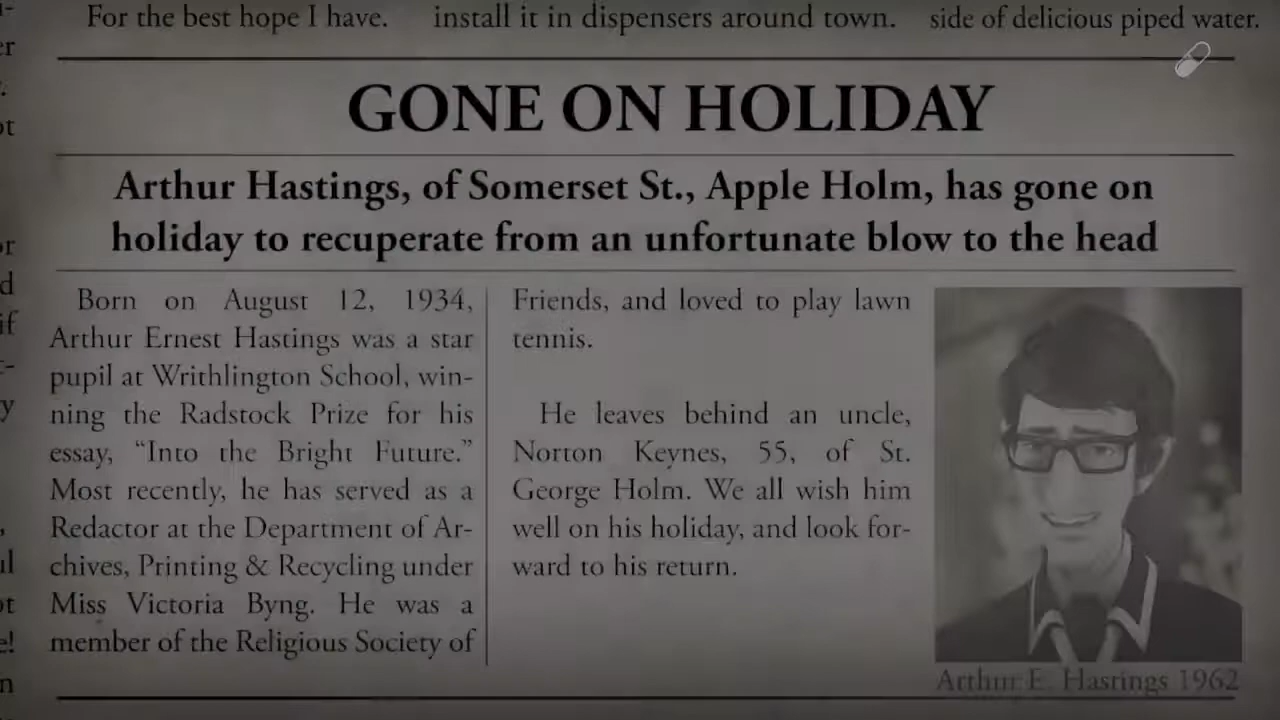 For the best hope I have.
install it in dispensers around town.
side of delicious piped water.
GONE ON HOLIDAY
Arthur Hastings, of Somerset St., Apple Holm, has gone on
holiday to recuperate from an unfortunate blow to the head
Born on August 12, 1934,
Arthur Ernest Hastings was a star
pupil at Writhlington School, win-
ning the Radstock Prize for his
essay, “Into the Bright Future.”
Most recently, he has served as a
Redactor at the Department of Ar-
chives, Printing & Recycling under
Miss Victoria Byng. He was a
member of the Religious Society of
Friends, and loved to play lawn
tennis.
He leaves behind an uncle,
Norton Keynes, 55, of St.
George Holm. We all wish him
well on his holiday, and look for-
ward to his return.
Arthur E. Hastings 1962